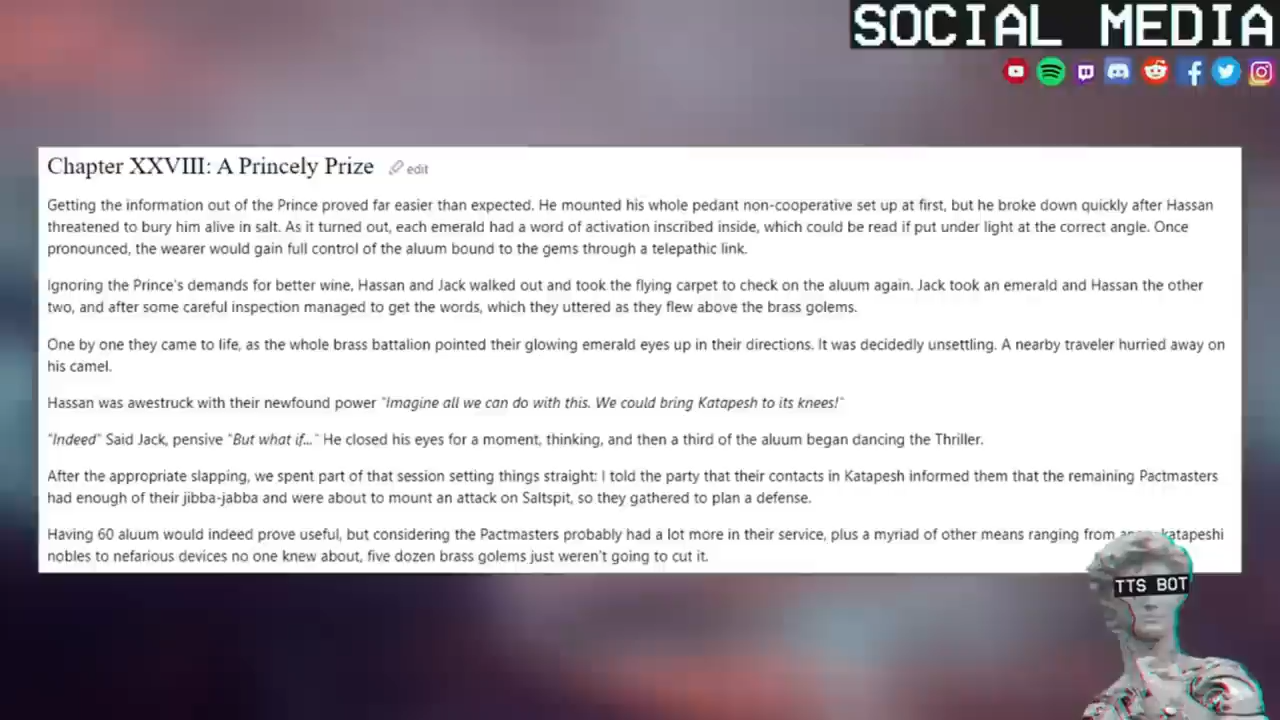 SOCIAL MEDIA
Chapter XXVIII: A Princely Prize edit
Getting the information out of the Prince proved far easier than expected. He mounted his whole pedant non-cooperative set up at first, but he broke down quickly after Hassan
threatened to bury him alive in salt. As it turned out, each emerald had a word of activation inscribed inside, which could be read if put under light at the correct angle. Once
pronounced, the wearer would gain full control of the aluum bound to the gems through a telepathic link.
Ignoring the Prince's demands for better wine, Hassan and Jack walked out and took the flying carpet to check on the aluum again. Jack took an emerald and Hassan the other
two, and after some careful inspection managed to get the words, which they uttered as they flew above the brass golems.
One by one they came to life, as the whole brass battalion pointed their glowing emerald eyes up in their directions. It was decidedly unsettling. A nearby traveler hurried away on
his camel.
Hassan was awestruck with their newfound power "Imagine all we can do with this. We could bring Katapesh to its knees!"
"Indeed" Said Jack, pensive "But what if..." He closed his eyes for a moment, thinking, and then a third of the aluum began dancing the Thriller.
After the appropriate slapping, we spent part of that session setting things straight: I told the party that their contacts in Katapesh informed them that the remaining Pactmasters
had enough of their jibba-jabba and were about to mount an attack on Saltspit, so they gathered to plan a defense.
Having 60 aluum would indeed prove useful, but considering the Pactmasters probably had a lot more in their service, plus a myriad of other means ranging from katapeshi
nobles to nefarious devices no one knew about, five dozen brass golems just weren't going to cut it.
TTS BOT